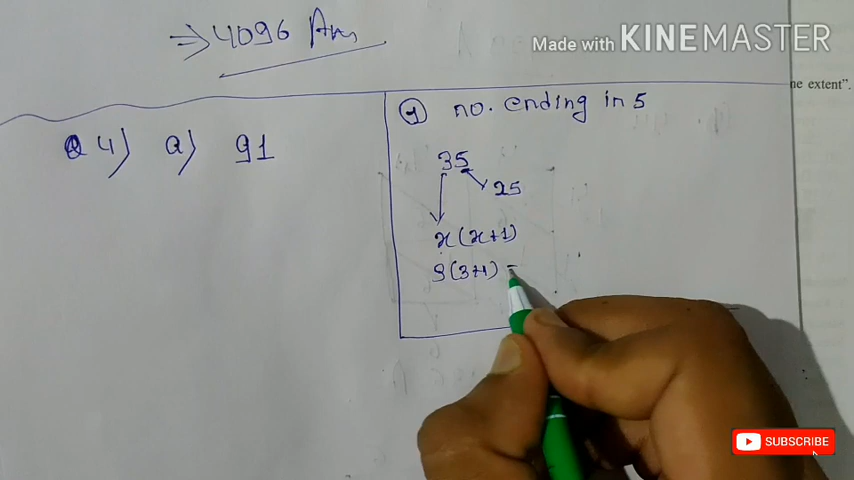 ⇒ 4096 Ans
Made with KINEMASTER
ne extent”.
Q 4) a) 91
① no. ending in 5
35
25
x(x+1)
3(3+1) =
SUBSCRIBE